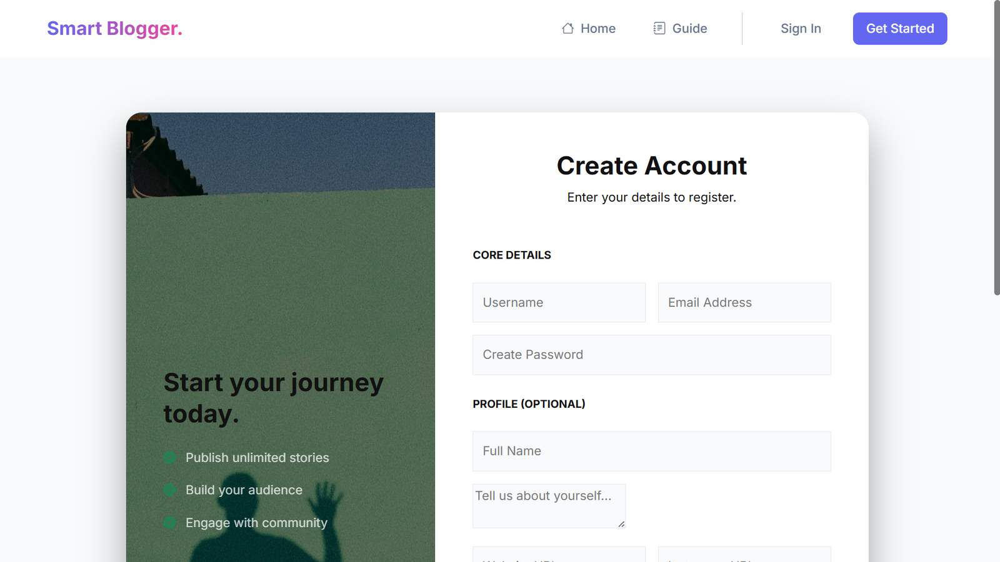 Smart Blogger.
Home
Guide
Sign In
Get Started
Create Account
Enter your details to register.
CORE DETAILS
Username
Email Address
Create Password
PROFILE (OPTIONAL)
Full Name
Tell us about yourself...
Start your journey
today.
Publish unlimited stories
Build your audience
Engage with community